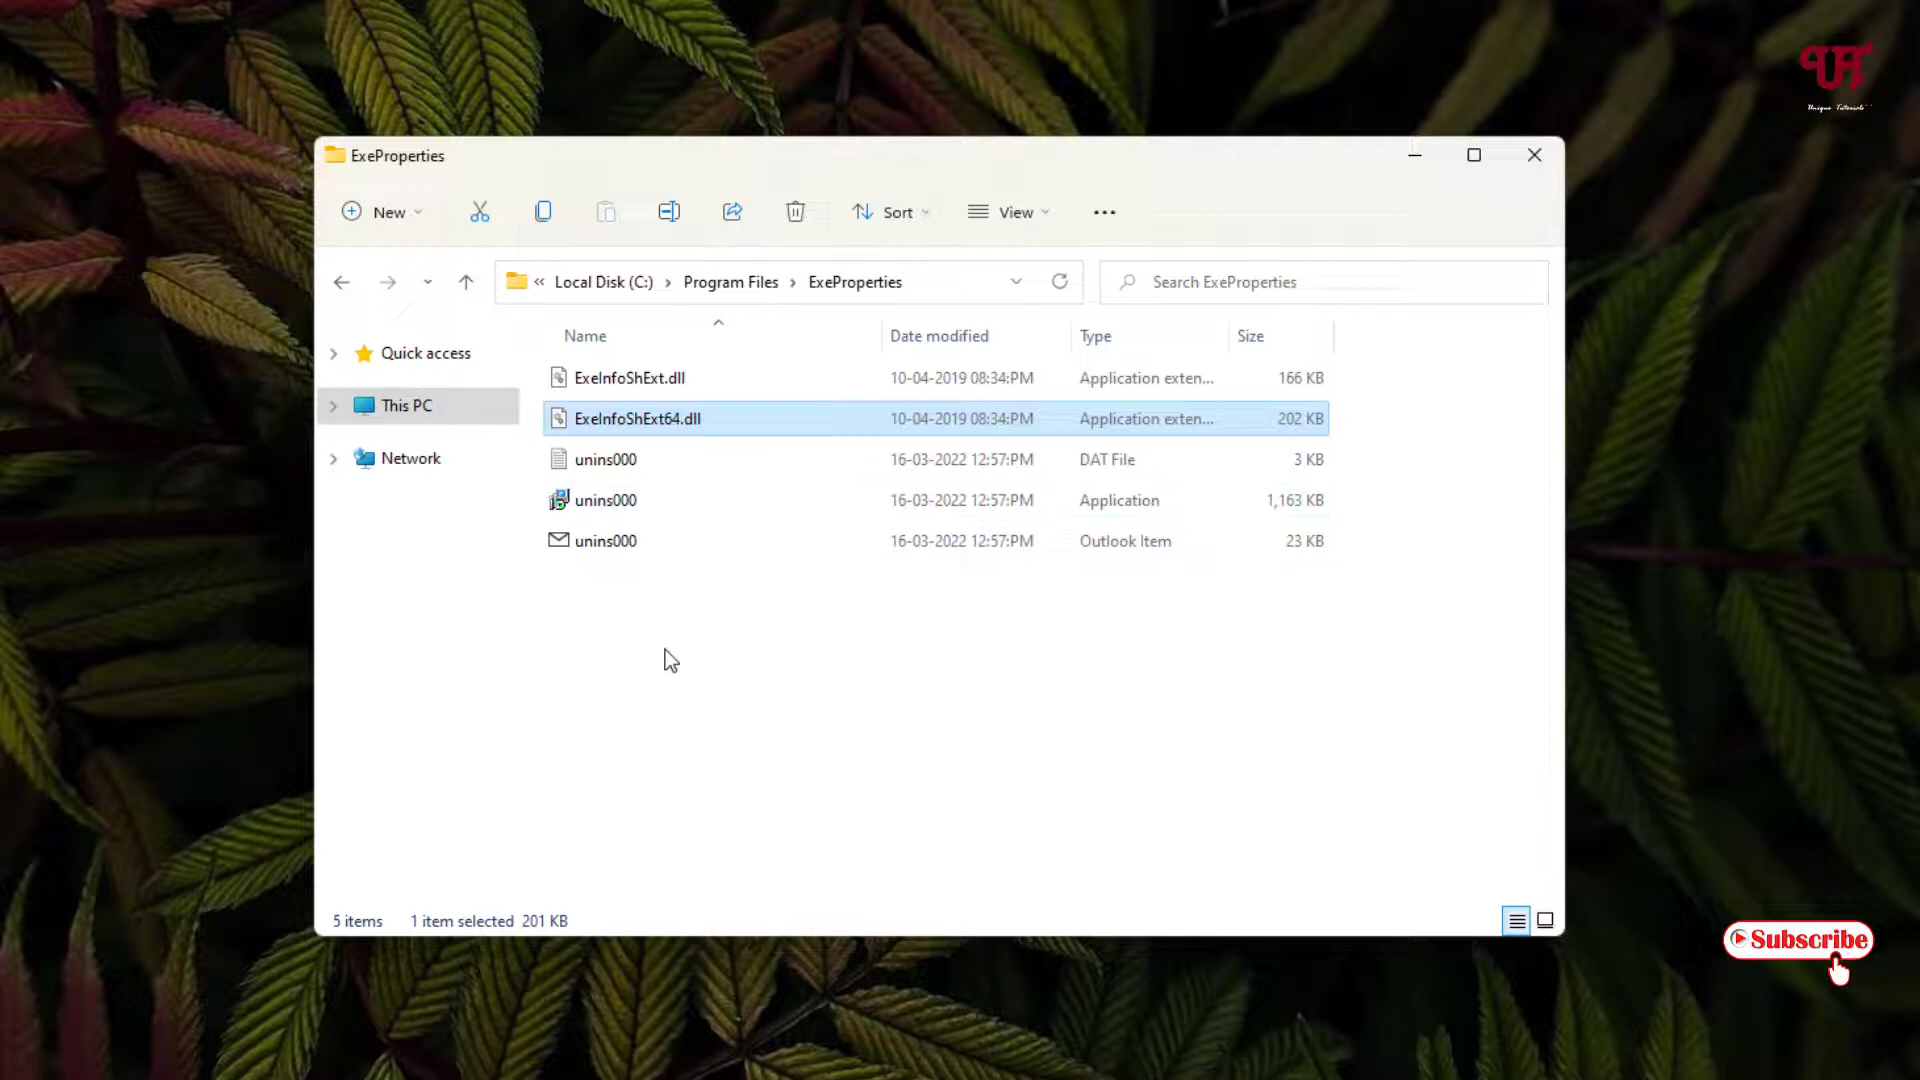 UT
Unique Tutorials
ExeProperties
New
Sort
View
« Local Disk (C:) > Program Files > ExeProperties
Search ExeProperties
Name Date modified Type Size
Quick access
This PC
Network
ExeInfoShExt.dll 10-04-2019 08:34:PM Application exten... 166 KB
ExeInfoShExt64.dll 10-04-2019 08:34:PM Application exten... 202 KB
unins000 16-03-2022 12:57:PM DAT File 3 KB
unins000 16-03-2022 12:57:PM Application 1,163 KB
unins000 16-03-2022 12:57:PM Outlook Item 23 KB
5 items 1 item selected 201 KB
Subscribe